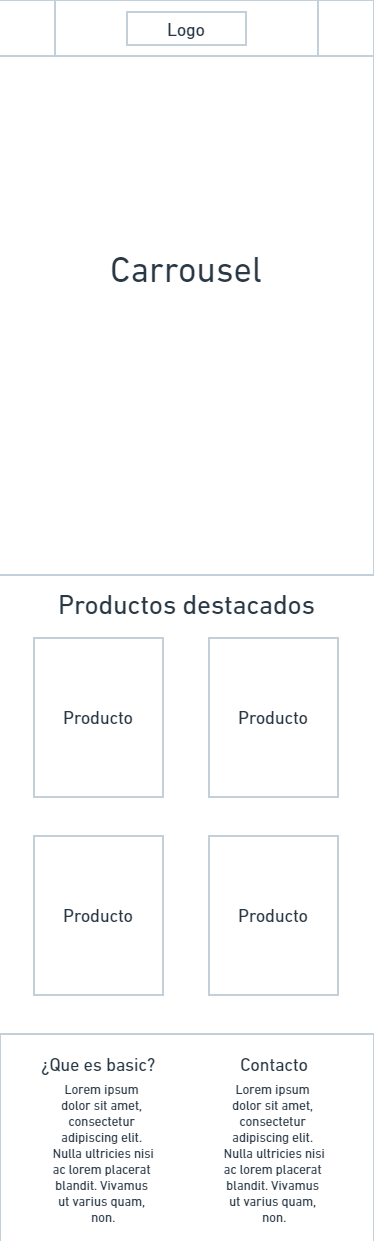 Logo
Carrousel
Productos destacados
Producto
Producto
Producto
Producto
¿Que es basic?
Lorem ipsum
dolor sit amet,
consectetur
adipiscing elit.
Nulla ultricies nisi
ac lorem placerat
blandit. Vivamus
ut varius quam,
non.
Contacto
Lorem ipsum
dolor sit amet,
consectetur
adipiscing elit.
Nulla ultricies nisi
ac lorem placerat
blandit. Vivamus
ut varius quam,
non.